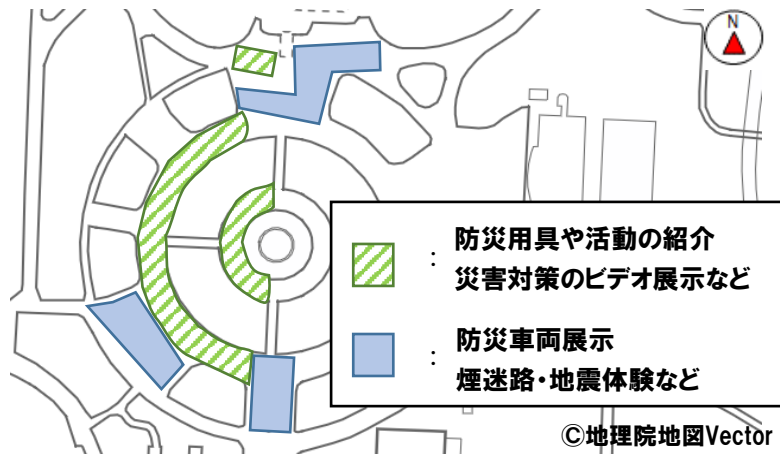 N
：防災用具や活動の紹介
災害対策のビデオ展示など
：防災車両展示
煙迷路・地震体験など
©地理院地図Vector